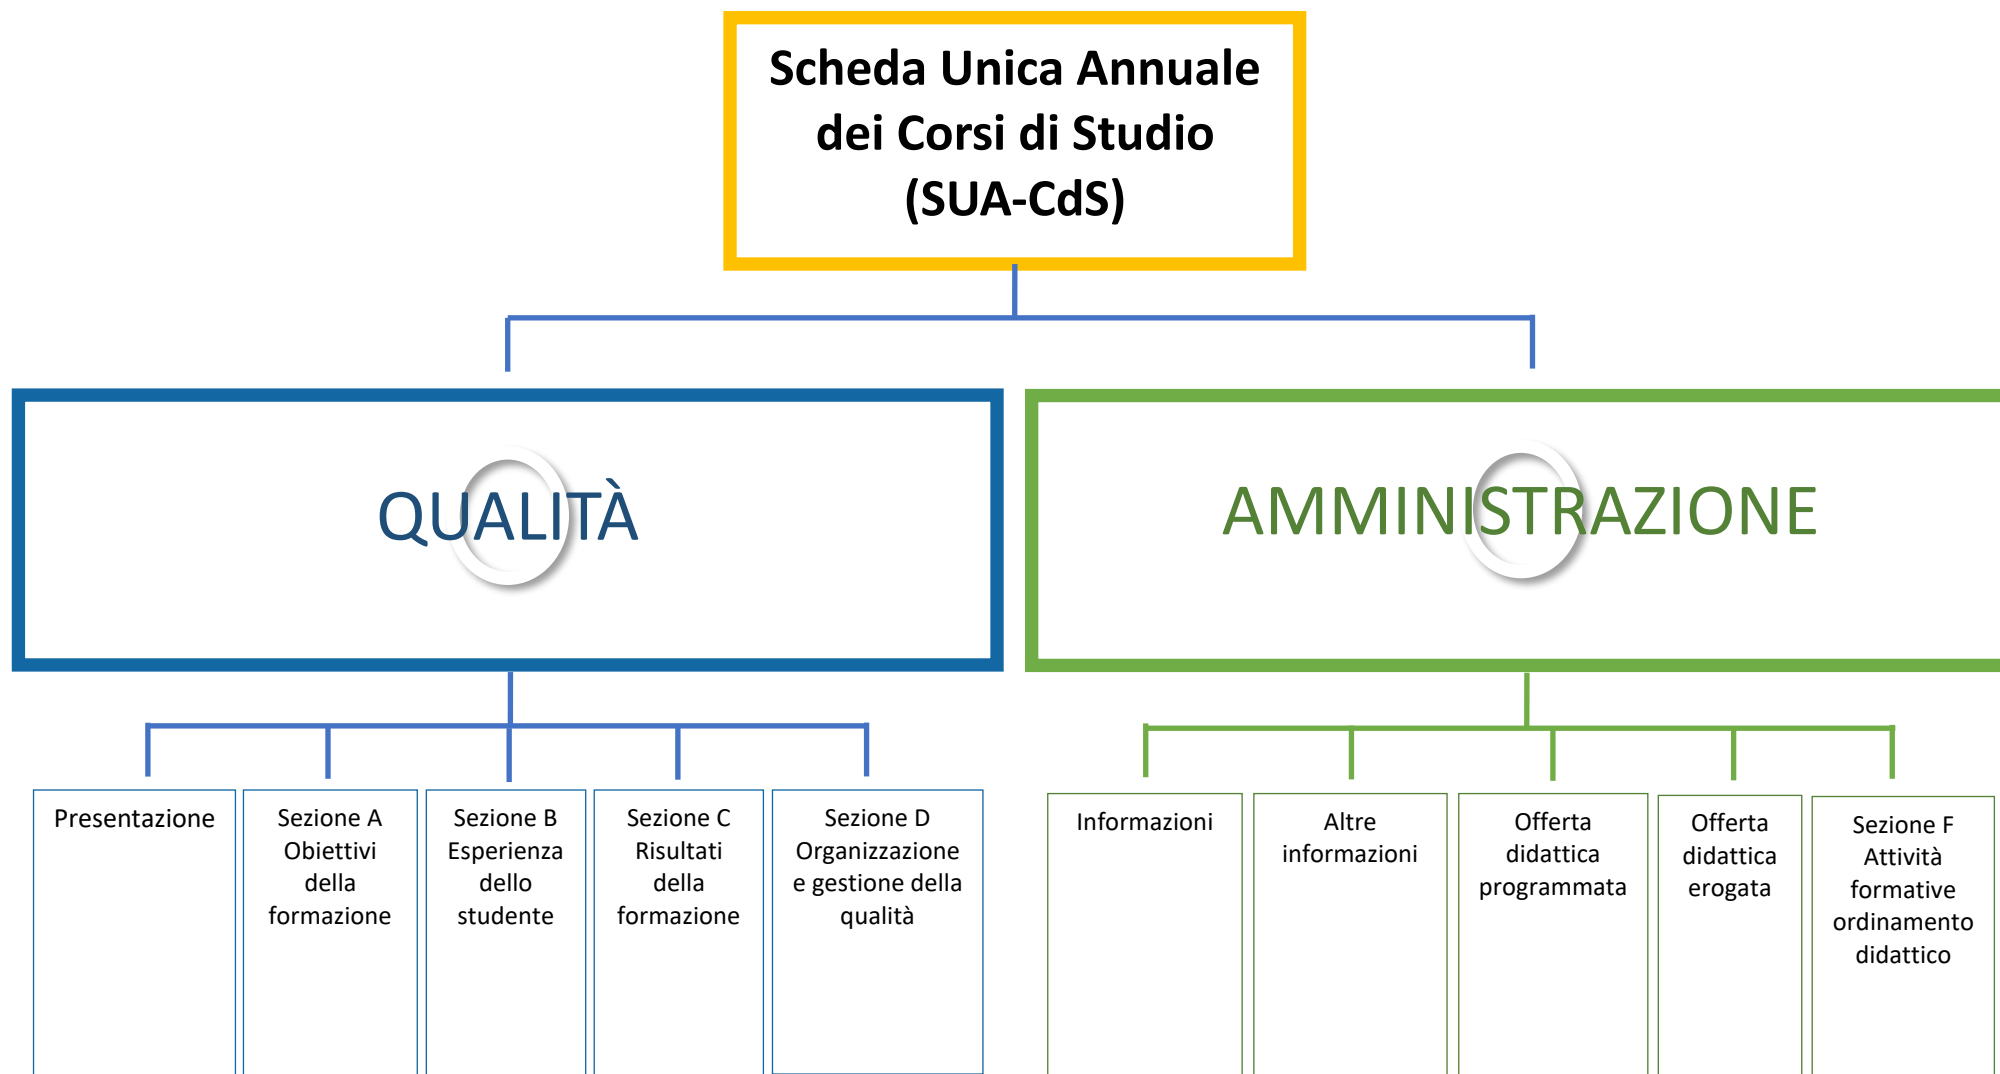 Scheda Unica Annuale
dei Corsi di Studio
(SUA-CdS)
QUALITÀ
AMMINISTRAZIONE
Presentazione
Sezione A
Obiettivi
della
formazione
Sezione B
Esperienza
dello
studente
Sezione C
Risultati
della
formazione
Sezione D
Organizzazione
e gestione della
qualità
Informazioni
Altre
informazioni
Offerta
didattica
programmata
Offerta
didattica
erogata
Sezione F
Attività
formative
ordinamento
didattico